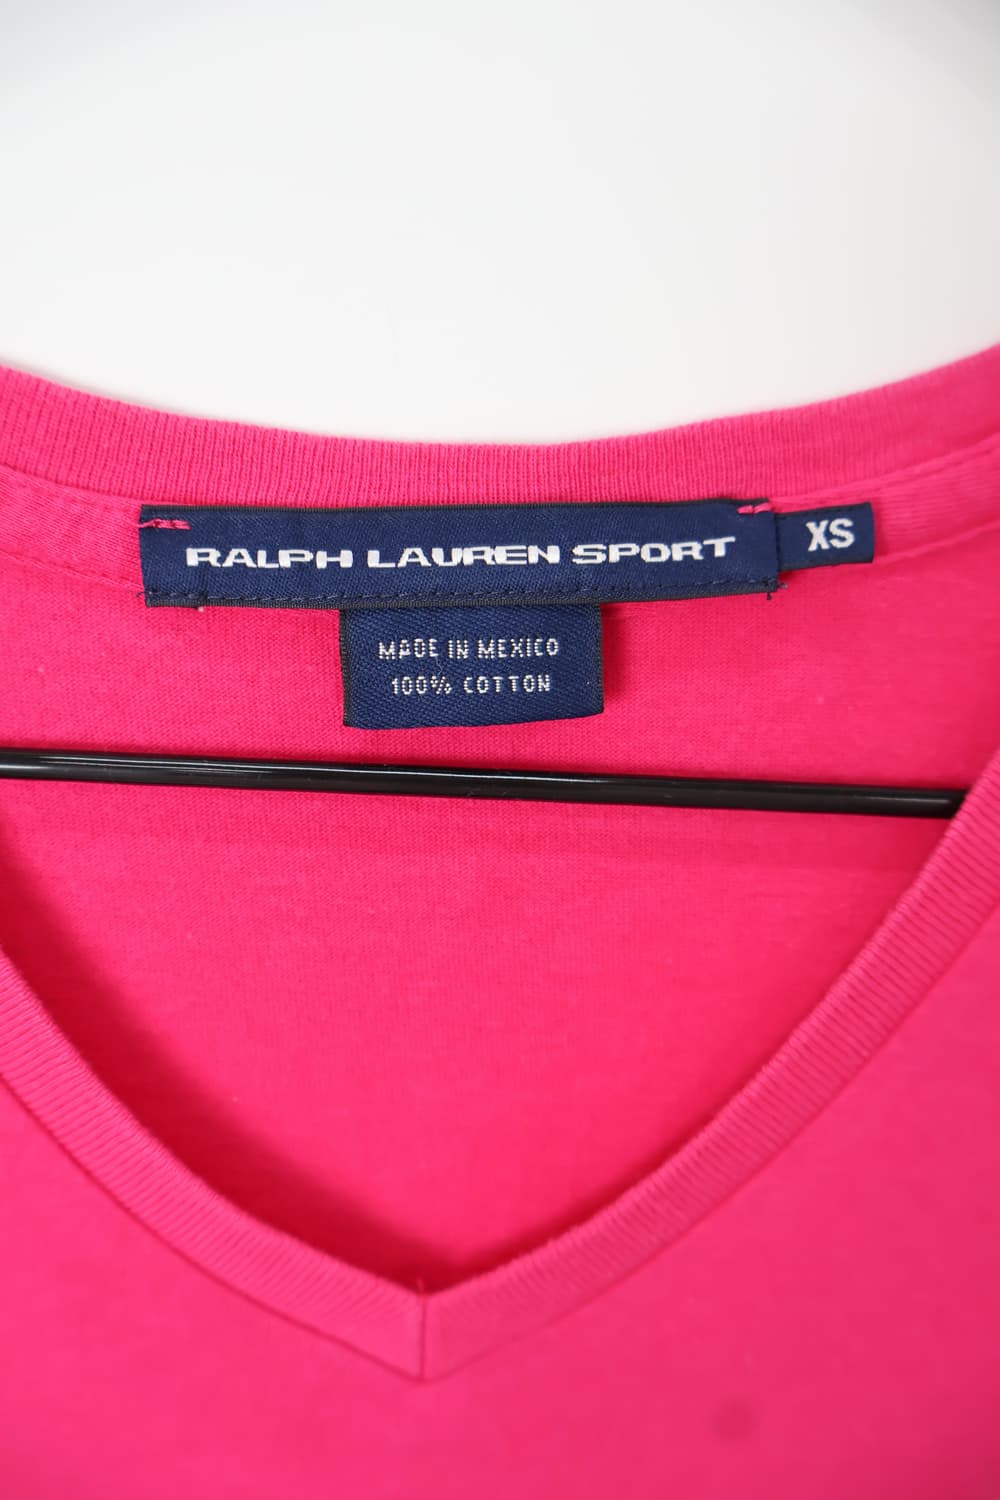 RALPH LAUREN SPORT
XS
MADE IN MEXICO
100% COTTON